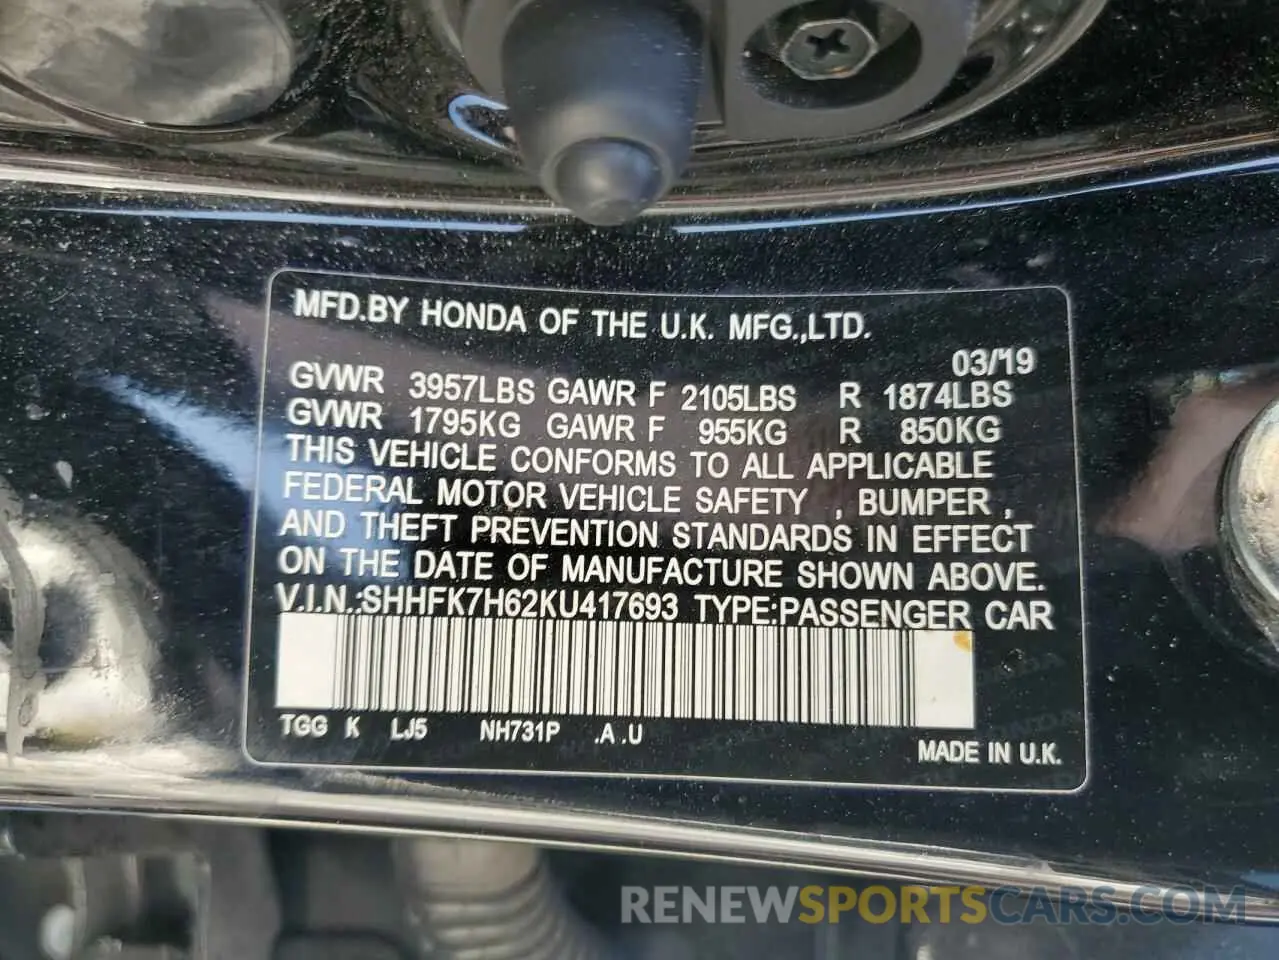 MFD.BY HONDA OF THE U.K. MFG.,LTD.
03/19
GVWR 3957LBS GAWR F 2105LBS R 1874LBS
GVWR 1795KG GAWR F 955KG R 850KG
THIS VEHICLE CONFORMS TO ALL APPLICABLE
FEDERAL MOTOR VEHICLE SAFETY , BUMPER ,
AND THEFT PREVENTION STANDARDS IN EFFECT
ON THE DATE OF MANUFACTURE SHOWN ABOVE.
V.I.N.:SHHFK7H62KU417693 TYPE:PASSENGER CAR
TGG K LJ5 NH731P .A .U
MADE IN U.K.
RENEWSPORTSCARS.COM